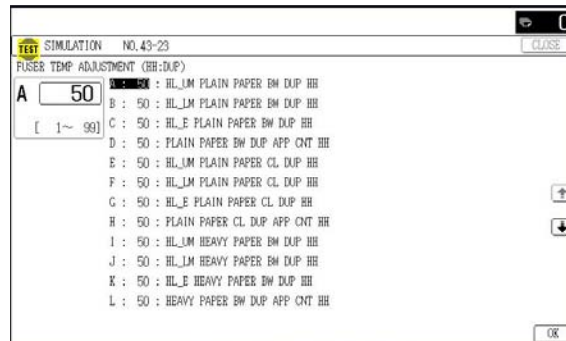 0
TEST SIMULATION NO. 43-23
CLOSE
FUSER TEMP ADJUSTMENT (HH:DUP)
A 50
[ 1~ 99]
A : 50 : HL_UM PLAIN PAPER BW DUP HH
B : 50 : HL_LM PLAIN PAPER BW DUP HH
C : 50 : HL_E PLAIN PAPER BW DUP HH
D : 50 : PLAIN PAPER BW DUP APP CNT HH
E : 50 : HL_UM PLAIN PAPER CL DUP HH
F : 50 : HL_LM PLAIN PAPER CL DUP HH
G : 50 : HL_E PLAIN PAPER CL DUP HH
H : 50 : PLAIN PAPER CL DUP APP CNT HH
I : 50 : HL_UM HEAVY PAPER BW DUP HH
J : 50 : HL_LM HEAVY PAPER BW DUP HH
K : 50 : HL_E HEAVY PAPER BW DUP HH
L : 50 : HEAVY PAPER BW DUP APP CNT HH
OK